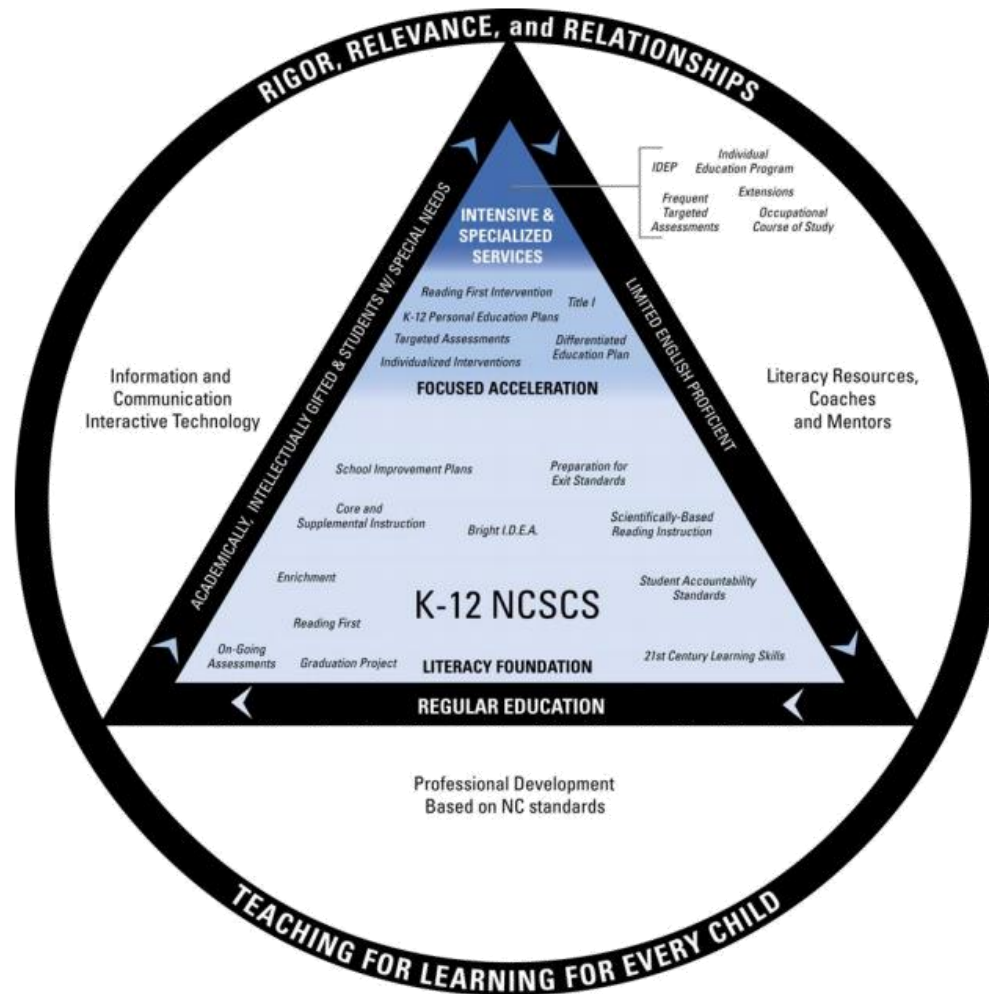 RIGOR, RELEVANCE, and RELATIONSHIPS
IDEP
Individual
Education Program
Extensions
Frequent
Targeted
Assessments
Occupational
Course of Study
INTENSIVE &
SPECIALIZED
SERVICES
Reading First Intervention
Title I
K-12 Personal Education Plans
Targeted Assessments
Differentiated
Education Plan
Individualized Interventions
FOCUSED ACCELERATION
ACADEMICALLY, INTELLECTUALLY GIFTED & STUDENTS W/ SPECIAL NEEDS
LIMITED ENGLISH PROFICIENT
Information and
Communication
Interactive Technology
Literacy Resources,
Coaches
and Mentors
School Improvement Plans
Preparation for
Exit Standards
Core and
Supplemental Instruction
Bright I.D.E.A.
Scientifically-Based
Reading Instruction
Enrichment
Student Accountability
Standards
K-12 NCSCS
Reading First
On-Going
Assessments
Graduation Project
LITERACY FOUNDATION
21st Century Learning Skills
REGULAR EDUCATION
Professional Development
Based on NC standards
TEACHING FOR LEARNING FOR EVERY CHILD